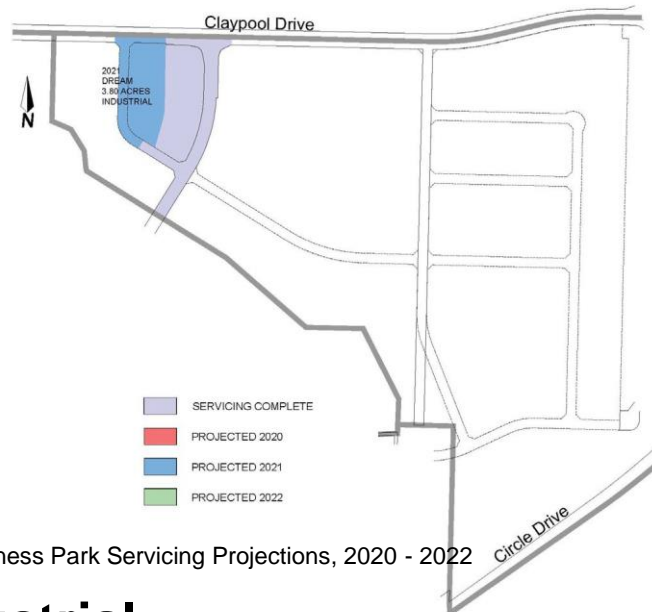 Claypool Drive
2021
DREAM
3.80 ACRES
INDUSTRIAL
N
SERVICING COMPLETE
PROJECTED 2020
PROJECTED 2021
PROJECTED 2022
Circle Drive
ness Park Servicing Projections, 2020 - 2022